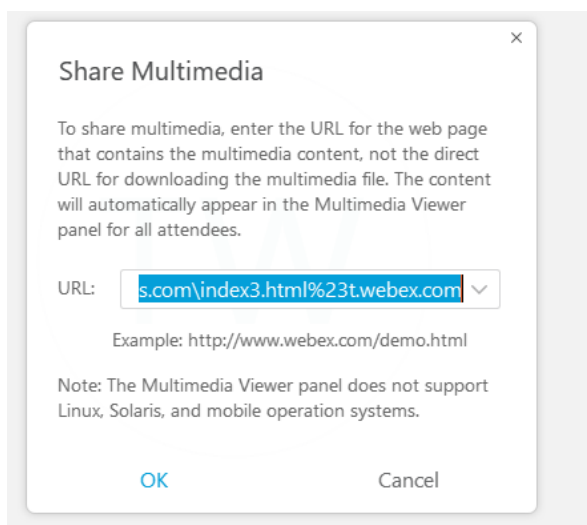 Share Multimedia
To share multimedia, enter the URL for the web page
that contains the multimedia content, not the direct
URL for downloading the multimedia file. The content
will automatically appear in the Multimedia Viewer
panel for all attendees.
URL: s.com\index3.html%23t.webex.com
Example: http://www.webex.com/demo.html
Note: The Multimedia Viewer panel does not support
Linux, Solaris, and mobile operation systems.
OK Cancel